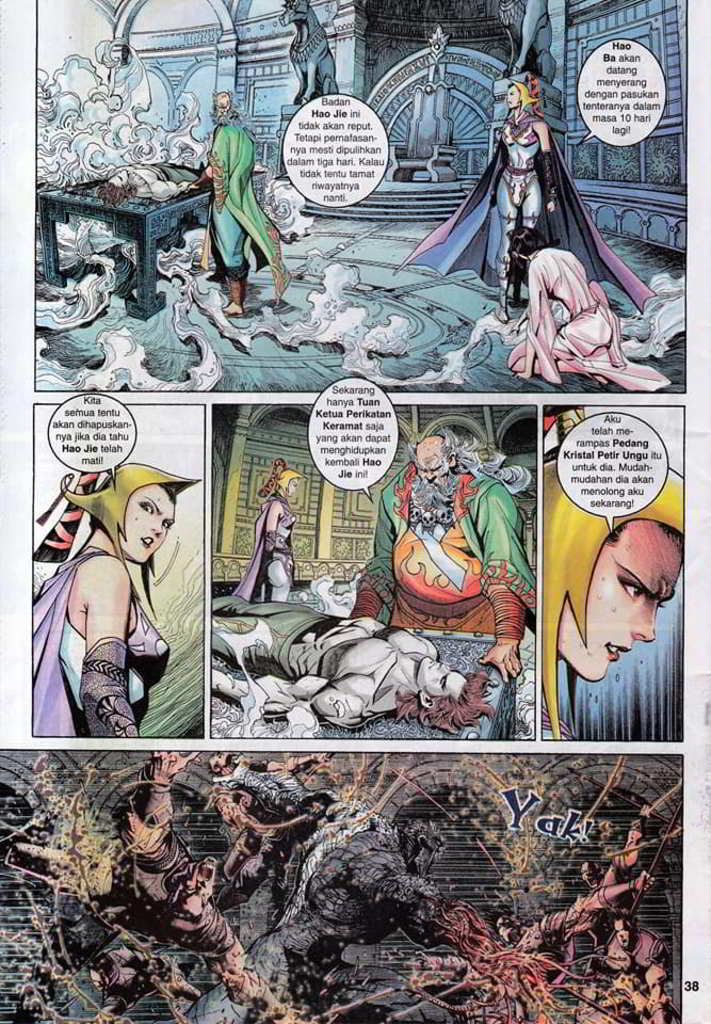 Badan
Hao Jie ini
tidak akan reput.
Tetapi pernafasan-
nya mesti dipulihkan
dalam tiga hari. Kalau
tidak tentu tamat
riwayatnya
nanti.
Hao
Ba akan
datang
menyerang
dengan pasukan
tenteranya dalam
masa 10 hari
lagi!
Kita
semua tentu
akan dihapuskan-
nya jika dia tahu
Hao Jie telah
mati!
Sekarang
hanya Tuan
Ketua Perikatan
Keramat saja
yang akan dapat
menghidupkan
kembali Hao
Jie ini!
Aku
telah me-
rampas Pedang
Kristal Petir Ungu itu
untuk dia. Mudah-
mudahan dia akan
menolong aku
sekarang!
Yak!
38